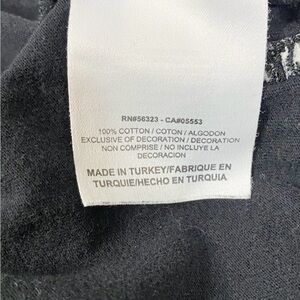 RN#56323 - CA#05553
100% COTTON / COTON / ALGODON
EXCLUSIVE OF DECORATION / DECORATION
NON COMPRISE / NO INCLUYE LA
DECORACION
MADE IN TURKEY/FABRIQUE EN
TURQUIE/HECHO EN TURQUIA